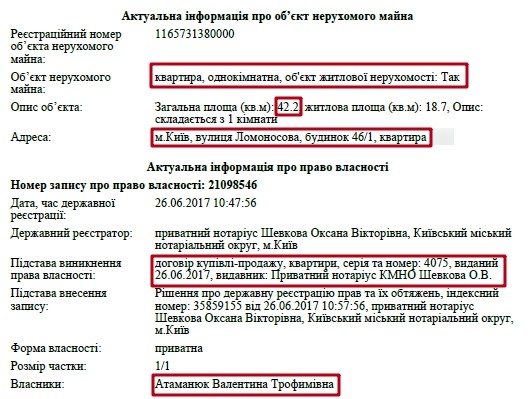 Актуальна інформація про об’єкт нерухомого майна
Реєстраційний номер об’єкта нерухомого майна: 1165731380000
Об’єкт нерухомого майна: квартира, однокімнатна, об'єкт житлової нерухомості: Так
Опис об’єкта: Загальна площа (кв.м): 42.2, житлова площа (кв.м): 18.7, Опис: складається з 1 кімнати
Адреса: м.Київ, вулиця Ломоносова, будинок 46/1, квартира
Актуальна інформація про право власності
Номер запису про право власності: 21098546
Дата, час державної реєстрації: 26.06.2017 10:47:56
Державний реєстратор: приватний нотаріус Шевкова Оксана Вікторівна, Київський міський нотаріальний округ, м.Київ
Підстава виникнення права власності: договір купівлі-продажу, квартири, серія та номер: 4075, виданий 26.06.2017, видавник: Приватний нотаріус КМНО Шевкова О.В.
Підстава внесення запису: Рішення про державну реєстрацію прав та їх обтяжень, індексний номер: 35859155 від 26.06.2017 10:57:56, приватний нотаріус Шевкова Оксана Вікторівна, Київський міський нотаріальний округ, м.Київ
Форма власності: приватна
Розмір частки: 1/1
Власники: Атаманюк Валентина Трофимівна